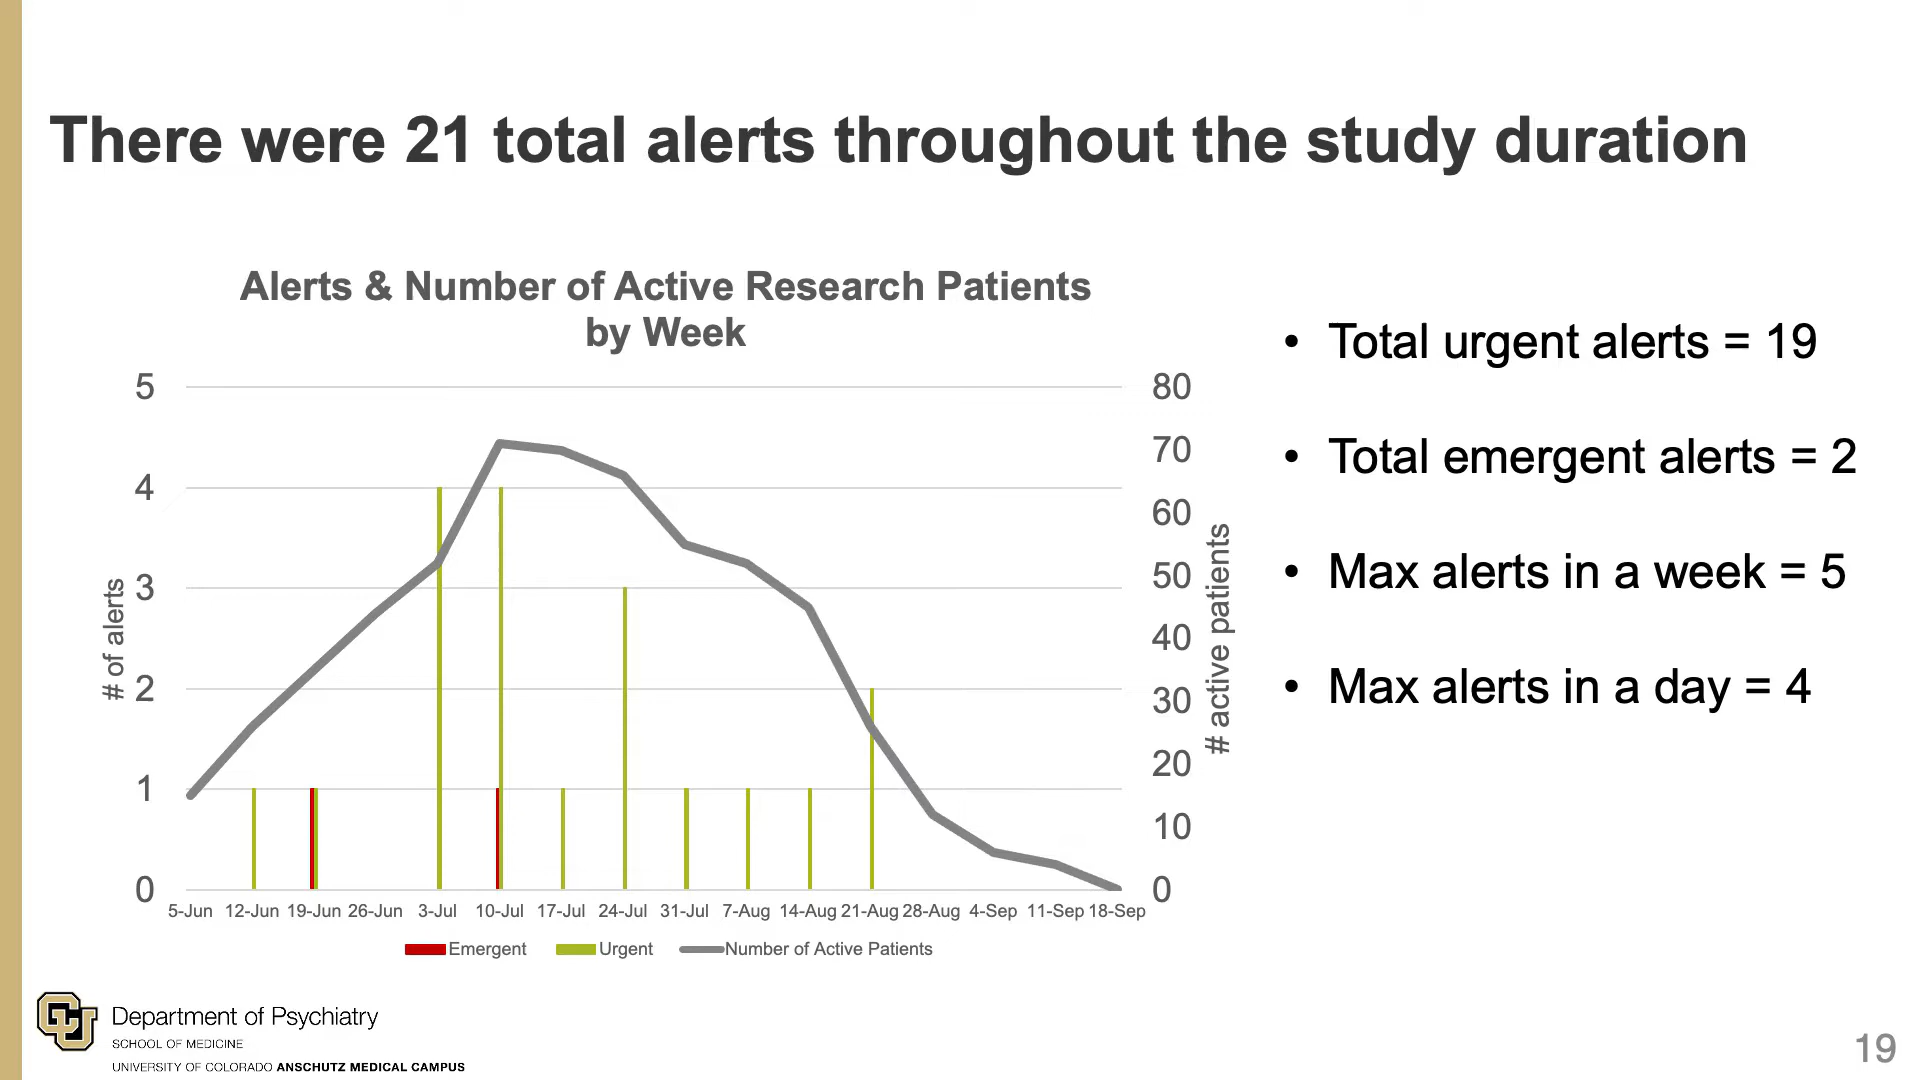 There were 21 total alerts throughout the study duration
Alerts & Number of Active Research Patients
by Week
5
4
3
2
1
0
# of alerts
80
70
60
50
40
30
20
10
0
# active patients
5-Jun 12-Jun 19-Jun 26-Jun 3-Jul 10-Jul 17-Jul 24-Jul 31-Jul 7-Aug 14-Aug 21-Aug 28-Aug 4-Sep 11-Sep 18-Sep
Emergent Urgent Number of Active Patients
• Total urgent alerts = 19
• Total emergent alerts = 2
• Max alerts in a week = 5
• Max alerts in a day = 4
CU
Department of Psychiatry
SCHOOL OF MEDICINE
UNIVERSITY OF COLORADO ANSCHUTZ MEDICAL CAMPUS
19